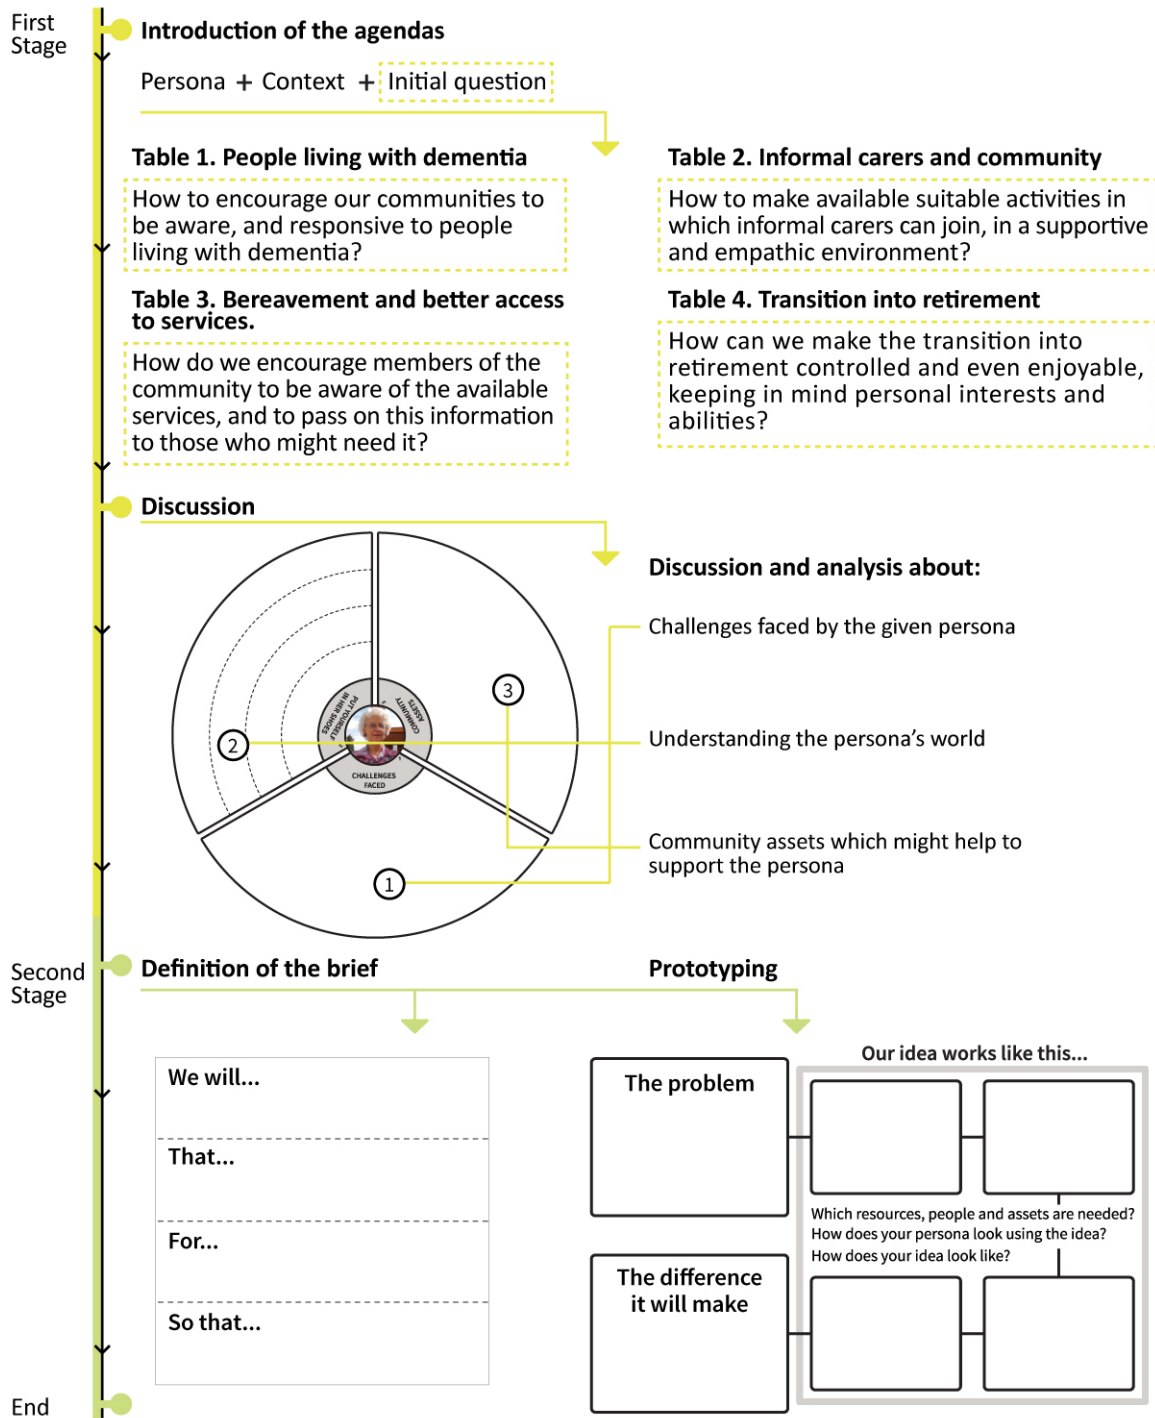 First
Stage
Introduction of the agendas
Persona + Context + Initial question
Table 1. People living with dementia
How to encourage our communities to
be aware, and responsive to people
living with dementia?
Table 2. Informal carers and community
How to make available suitable activities in
which informal carers can join, in a supportive
and empathic environment?
Table 3. Bereavement and better access
to services.
How do we encourage members of the
community to be aware of the available
services, and to pass on this information
to those who might need it?
Table 4. Transition into retirement
How can we make the transition into
retirement controlled and even enjoyable,
keeping in mind personal interests and
abilities?
Discussion
PUT YOURSELF
IN HER SHOES
COMMUNITY
ASSETS
CHALLENGES
FACED
2
3
1
Discussion and analysis about:
Challenges faced by the given persona
Understanding the persona's world
Community assets which might help to
support the persona
Second
Stage
Definition of the brief
We will...
That...
For...
So that...
Prototyping
Our idea works like this...
The problem
Which resources, people and assets are needed?
How does your persona look using the idea?
How does your idea look like?
The difference
it will make
End